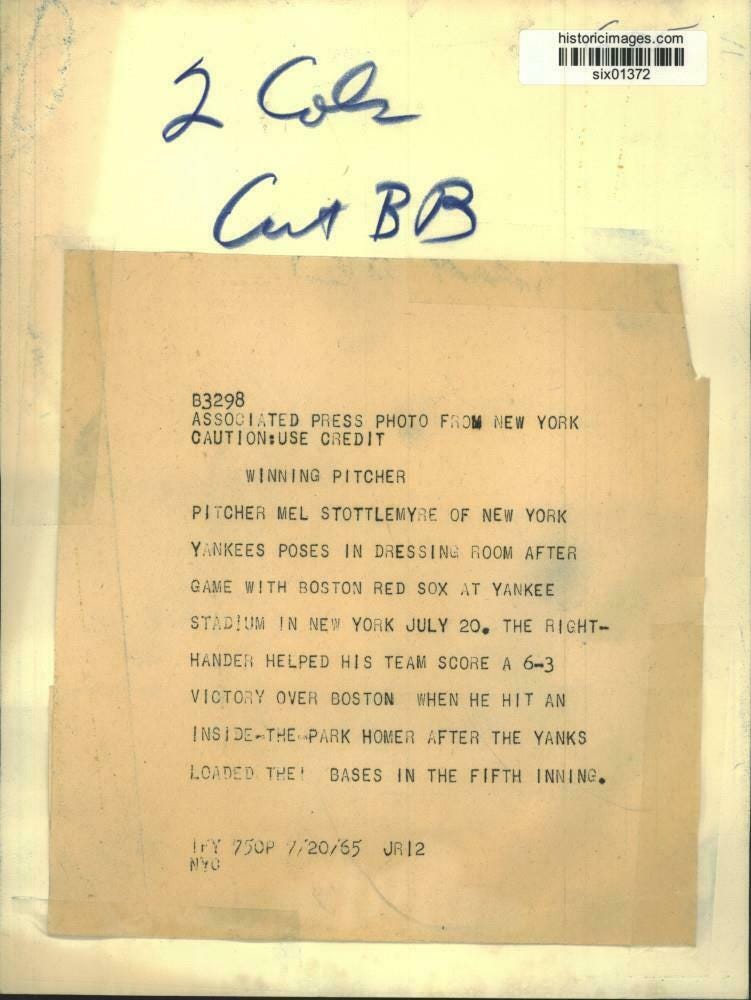 historicimages.com
six01372
2 Cols
Cut BB
B3298
ASSOCIATED PRESS PHOTO FROM NEW YORK
CAUTION:USE CREDIT
WINNING PITCHER
PITCHER MEL STOTTLEMYRE OF NEW YORK
YANKEES POSES IN DRESSING ROOM AFTER
GAME WITH BOSTON RED SOX AT YANKEE
STADIUM IN NEW YORK JULY 20. THE RIGHT-
HANDER HELPED HIS TEAM SCORE A 6-3
VICTORY OVER BOSTON WHEN HE HIT AN
INSIDE-THE-PARK HOMER AFTER THE YANKS
LOADED THE! BASES IN THE FIFTH INNING.
750P 7/20/65 JR12
NYC